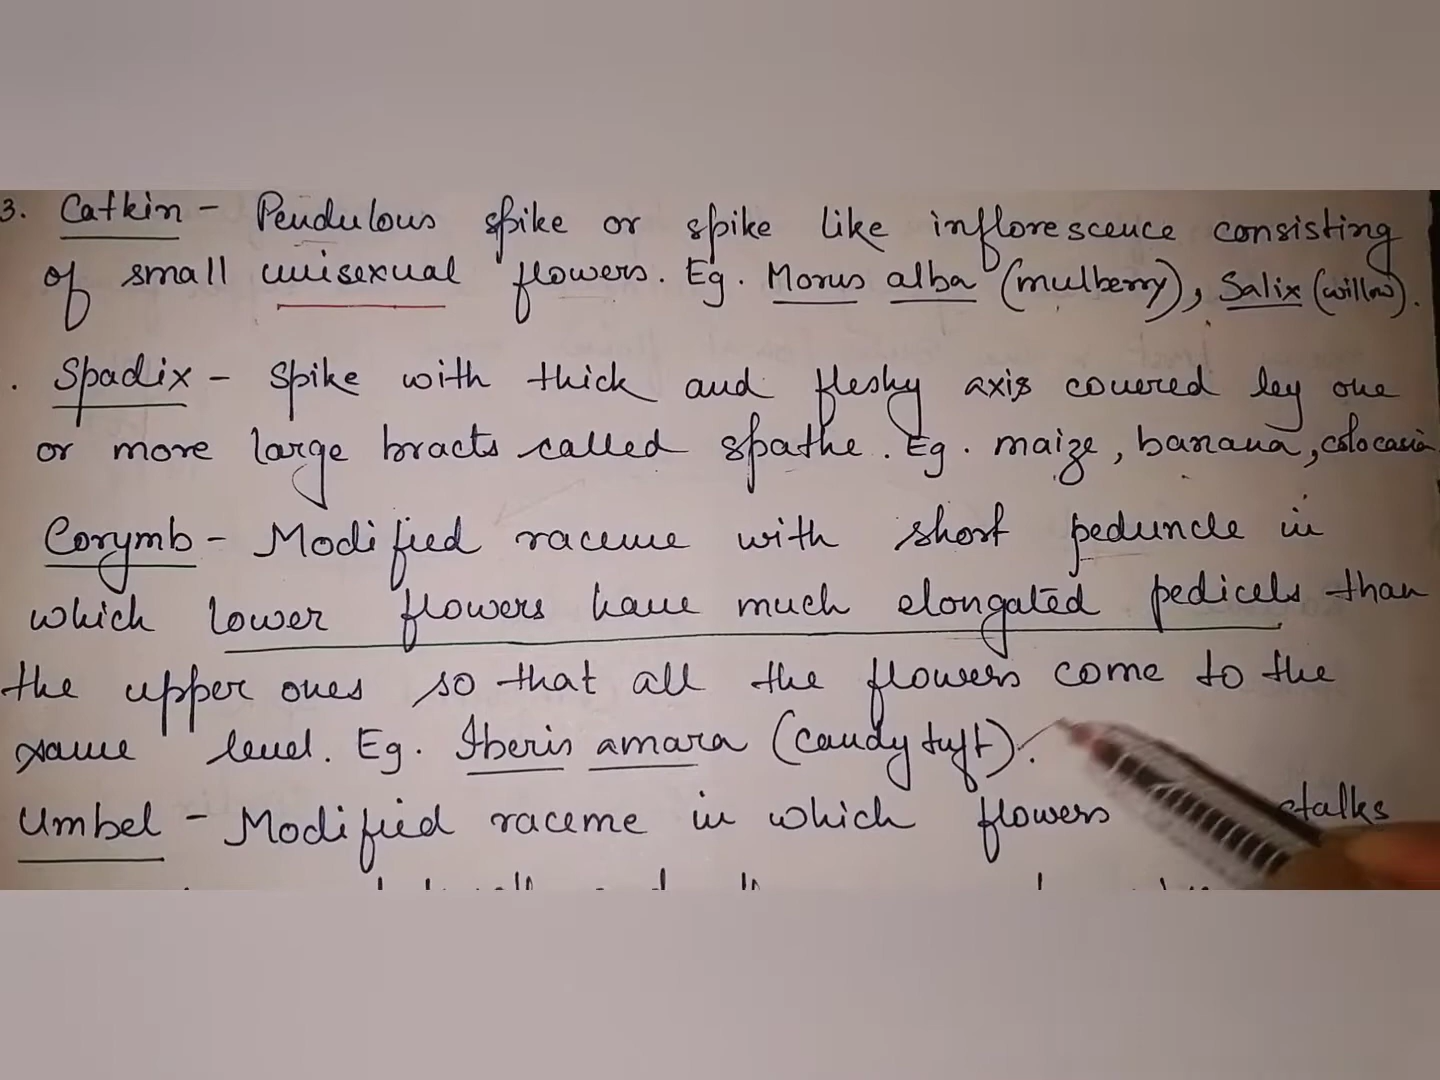 3. Catkin - Pendulous spike or spike like inflorescence consisting
of small unisexual flowers. Eg. Morus alba (mulberry), Salix (willow).
. Spadix - Spike with thick and fleshy axis covered by one
or more large bracts called spathe. Eg. maize, banana, colocasia
Corymb - Modified raceme with short peduncle in
which lower flowers have much elongated pedicels than
the upper ones so that all the flowers come to the
same level. Eg. Iberis amara (candy tuft).
Umbel - Modified raceme in which flowers stalks